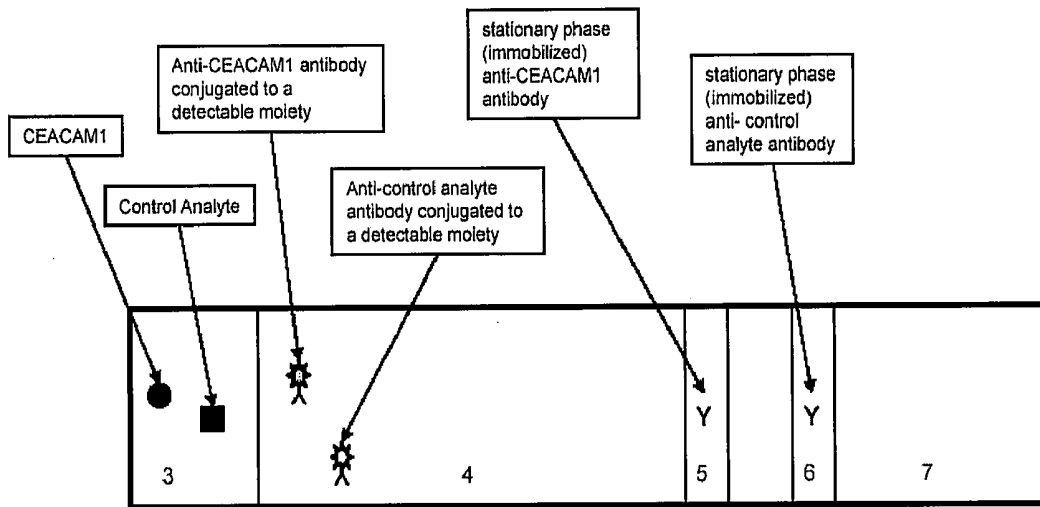 stationary phase
(immobilized)
anti-CEACAM1
antibody
Anti-CEACAM1 antibody
conjugated to a
detectable moiety
stationary phase
(immobilized)
anti- control
analyte antibody
CEACAM1
Control Analyte
Anti-control analyte
antibody conjugated to
a detectable moiety
Y
Y
3
4
5
6
7